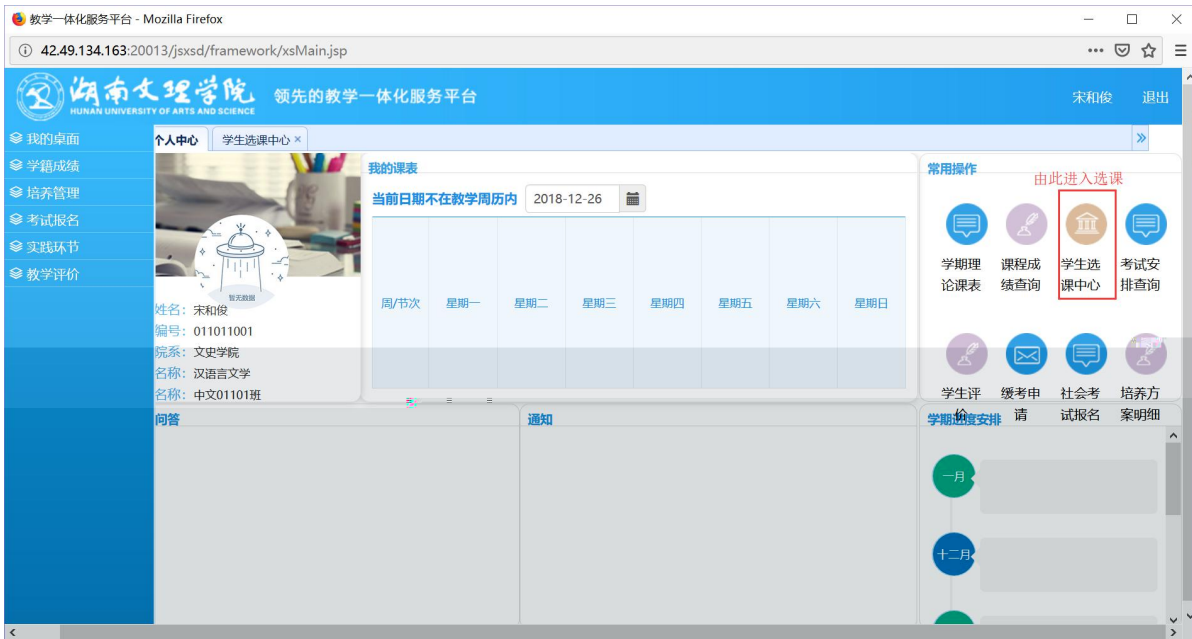 教学一体化服务平台 - Mozilla Firefox
42.49.134.163:20013/jsxsd/framework/xsMain.jsp
湖南文理学院
HUNAN UNIVERSITY OF ARTS AND SCIENCE
领先的教学一体化服务平台
宋和俊 退出
我的桌面
学籍成绩
培养管理
考试报名
实践环节
教学评价
个人中心 学生选课中心 ×
暂无数据
姓名：宋和俊
编号：011011001
院系：文史学院
名称：汉语言文学
名称：中文01101班
我的课表
当前日期不在教学周历内 2018-12-26
周/节次 星期一 星期二 星期三 星期四 星期五 星期六 星期日
常用操作
由此进入选课
学期理论课表
课程成绩查询
学生选课中心
考试安排查询
学生评价
缓考申请
社会考试报名
培养方案明细
问答
通知
学期进度安排
一月
十二月